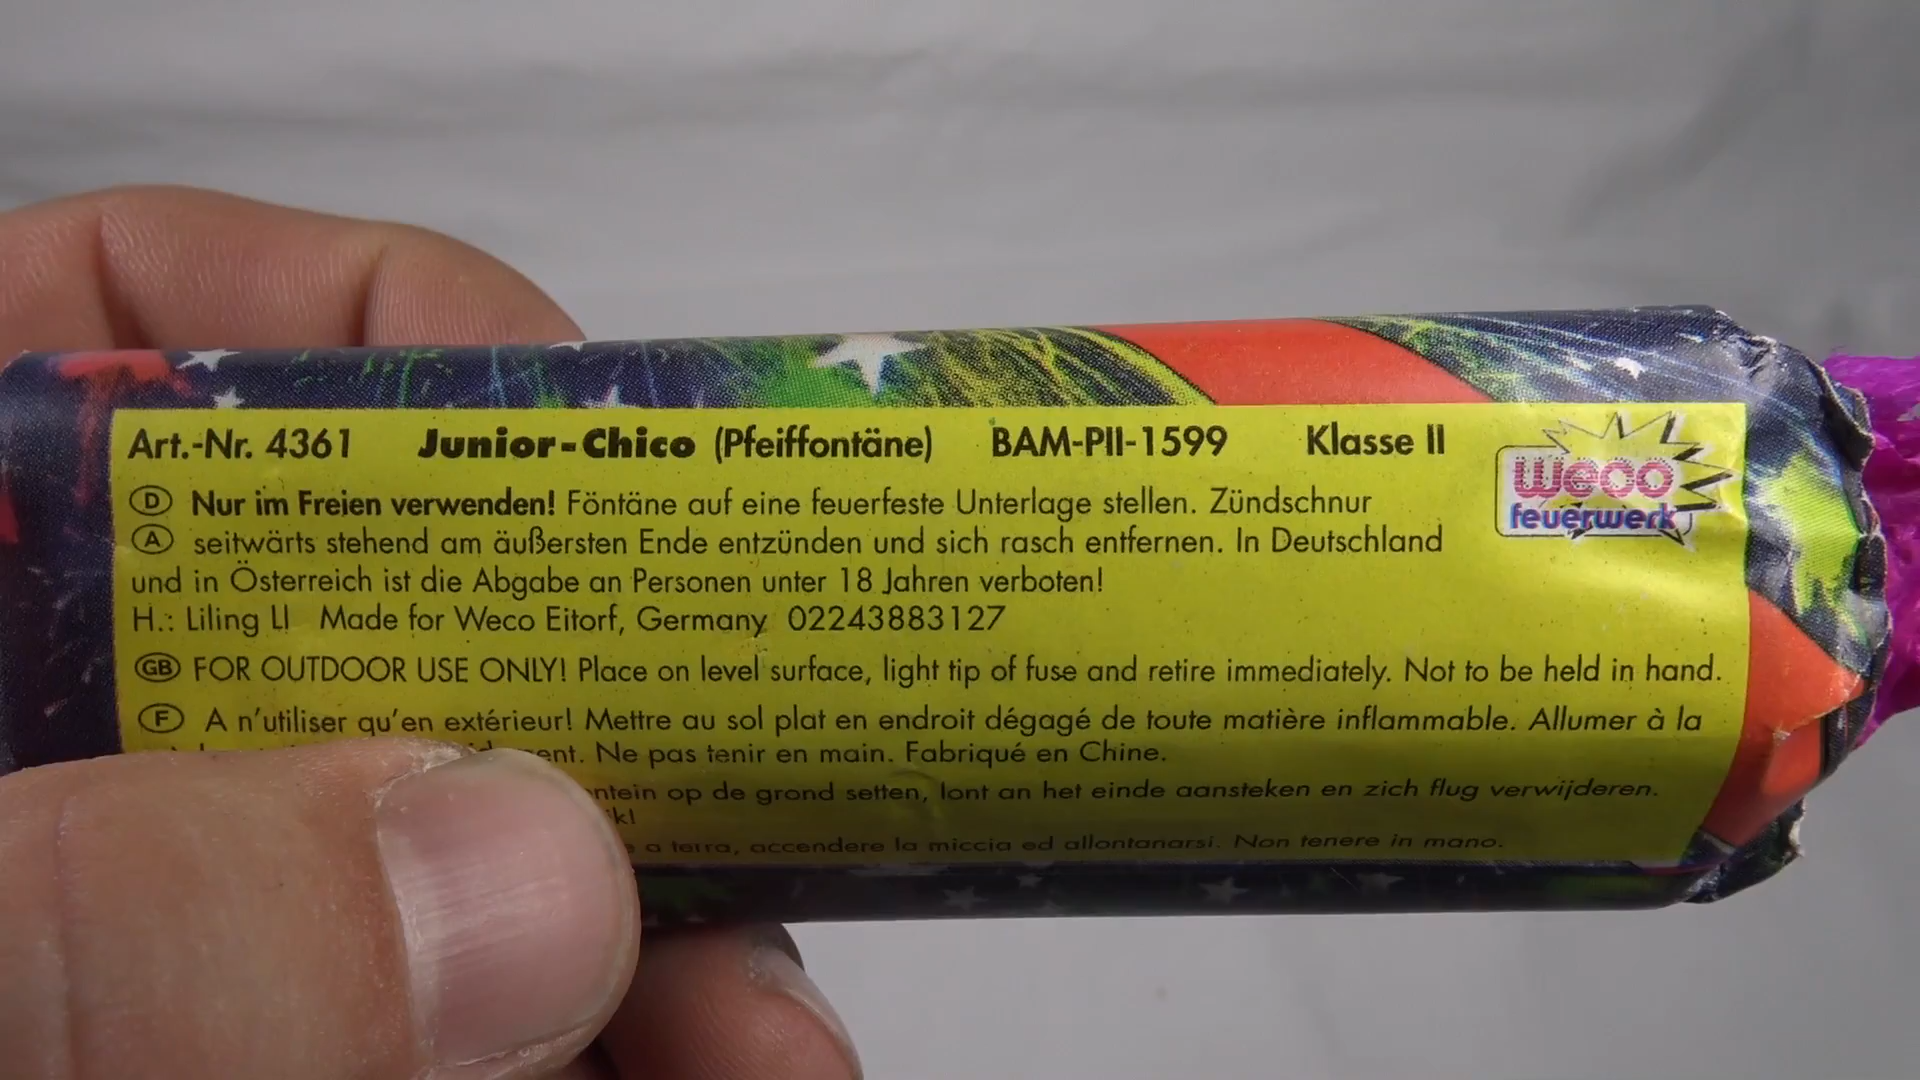 Art.-Nr. 4361 Junior-Chico (Pfeiffontäne) BAM-PII-1599 Klasse II
weco
feuerwerk
D Nur im Freien verwenden! Föntäne auf eine feuerfeste Unterlage stellen. Zündschnur
A seitwärts stehend am äußersten Ende entzünden und sich rasch entfernen. In Deutschland
und in Österreich ist die Abgabe an Personen unter 18 Jahren verboten!
H.: Liling LI Made for Weco Eitorf, Germany 02243883127
GB FOR OUTDOOR USE ONLY! Place on level surface, light tip of fuse and retire immediately. Not to be held in hand.
F A n'utiliser qu'en extérieur! Mettre au sol plat en endroit dégagé de toute matière inflammable. Allumer à la
Ne pas tenir en main. Fabriqué en Chine.
op de grond setten, lont an het einde aansteken en zich flug verwijderen.
a terra, accendere la miccia ed allontanarsi. Non tenere in mano.